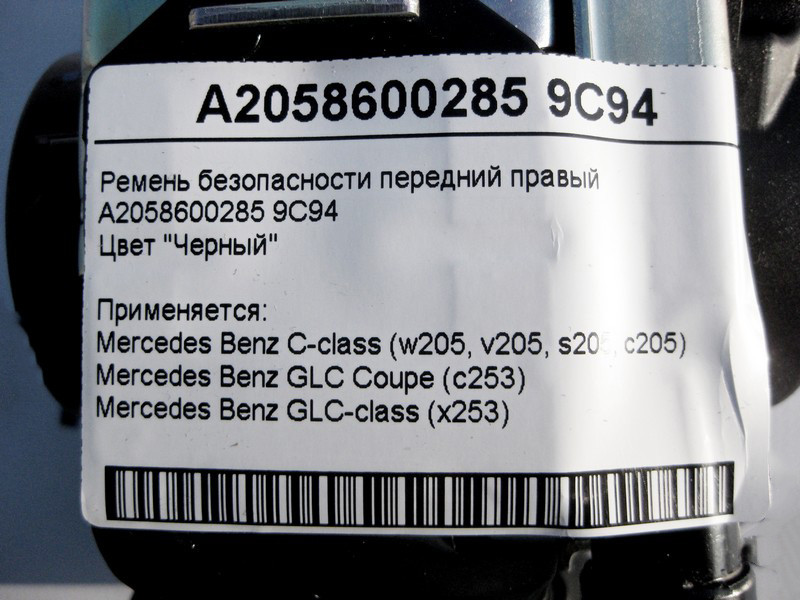 A2058600285 9C94
Ремень безопасности передний правый
A2058600285 9C94
Цвет "Черный"
Применяется:
Mercedes Benz C-class (w205, v205, s205, c205)
Mercedes Benz GLC Coupe (c253)
Mercedes Benz GLC-class (x253)